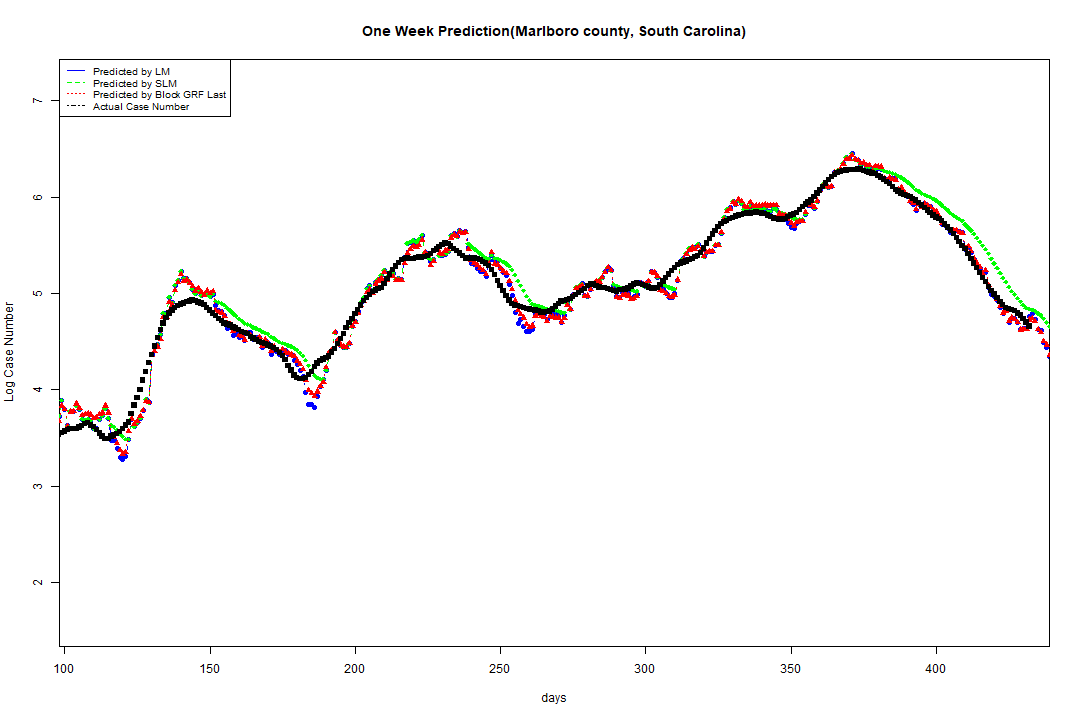 One Week Prediction(Marlboro county, South Carolina)
Predicted by LM
Predicted by SLM
Predicted by Block GRF Last
Actual Case Number
Log Case Number
7
6
5
4
3
2
100 150 200 250 300 350 400
days